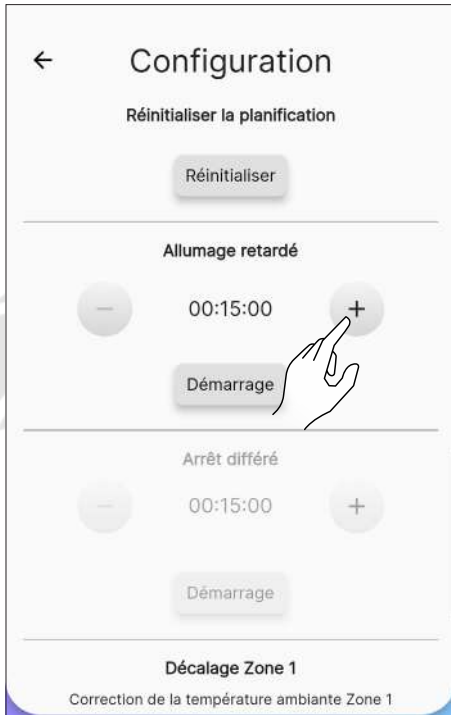 ← Configuration
Réinitialiser la planification
Réinitialiser
Allumage retardé
− 00:15:00 +
Démarrage
Arrêt différé
− 00:15:00 +
Démarrage
Décalage Zone 1
Correction de la température ambiante Zone 1